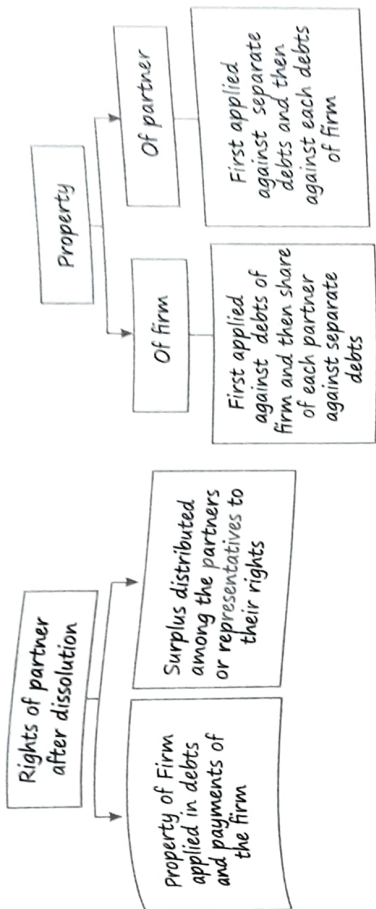 Rights of partner
after dissolution
Property of Firm
applied in debts
and payments of
the firm
Surplus distributed
among the partners
or representatives to
their rights
Property
Of firm
Of partner
First applied
against debts of
firm and then share
of each partner
against separate
debts
First applied
against separate
debts and then
against each debts
of firm